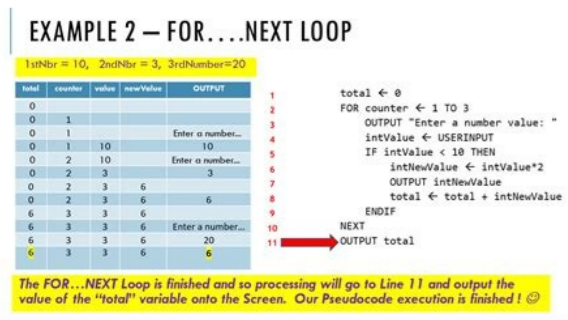 EXAMPLE 2 – FOR....NEXT LOOP
1stNbr = 10, 2ndNbr = 3, 3rdNumber=20
total counter value newValue OUTPUT
0
0 1
0 1 Enter a number...
0 1 10 10
0 2 10 Enter a number...
0 2 3 3
0 2 3 6
0 2 3 6 6
6 3 3 6
6 3 3 6 Enter a number...
6 3 3 6 20
6 3 3 6 6
1 total ← 0
2 FOR counter ← 1 TO 3
3 OUTPUT "Enter a number value: "
4 intValue ← USERINPUT
5 IF intValue < 10 THEN
6 intNewValue ← intValue*2
7 OUTPUT intNewValue
8 total ← total + intNewValue
9 ENDIF
10 NEXT
11 OUTPUT total
The FOR...NEXT Loop is finished and so processing will go to Line 11 and output the
value of the "total" variable onto the Screen. Our Pseudocode execution is finished ! ☺